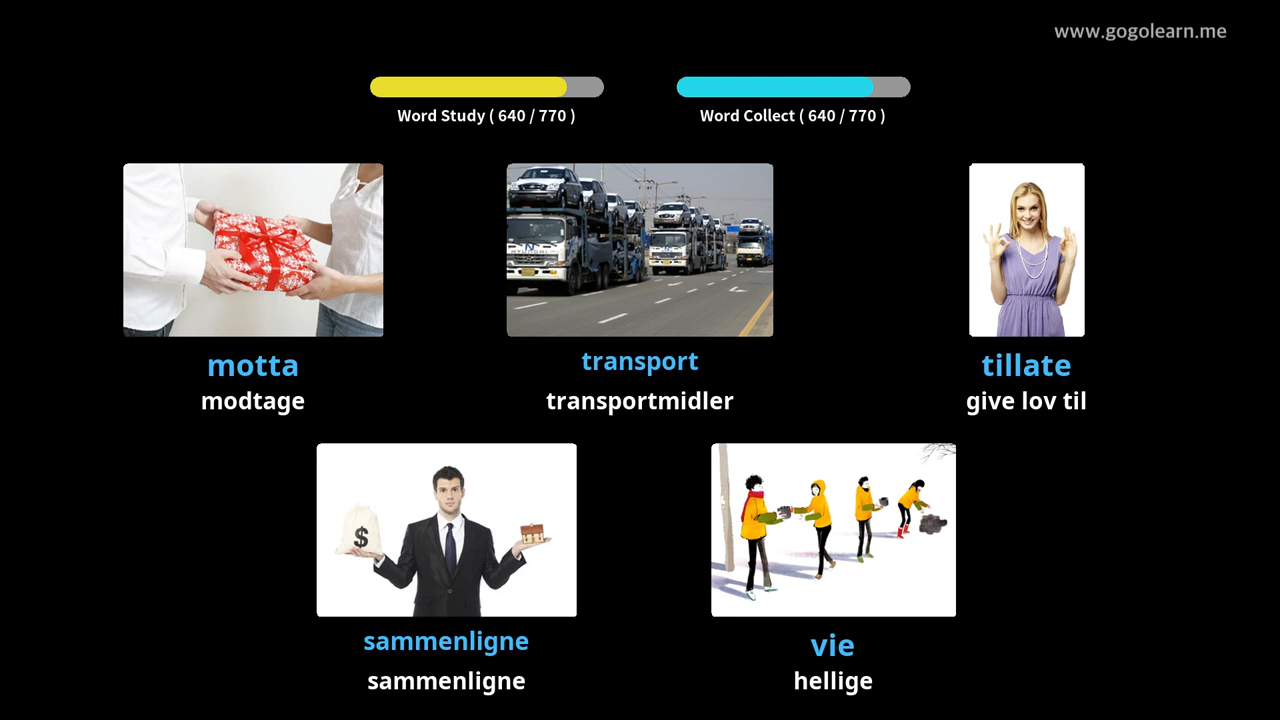 www.gogolearn.me
Word Study ( 640 / 770 )
Word Collect ( 640 / 770 )
motta
modtage
transport
transportmidler
tillate
give lov til
$
sammenligne
sammenligne
vie
hellige